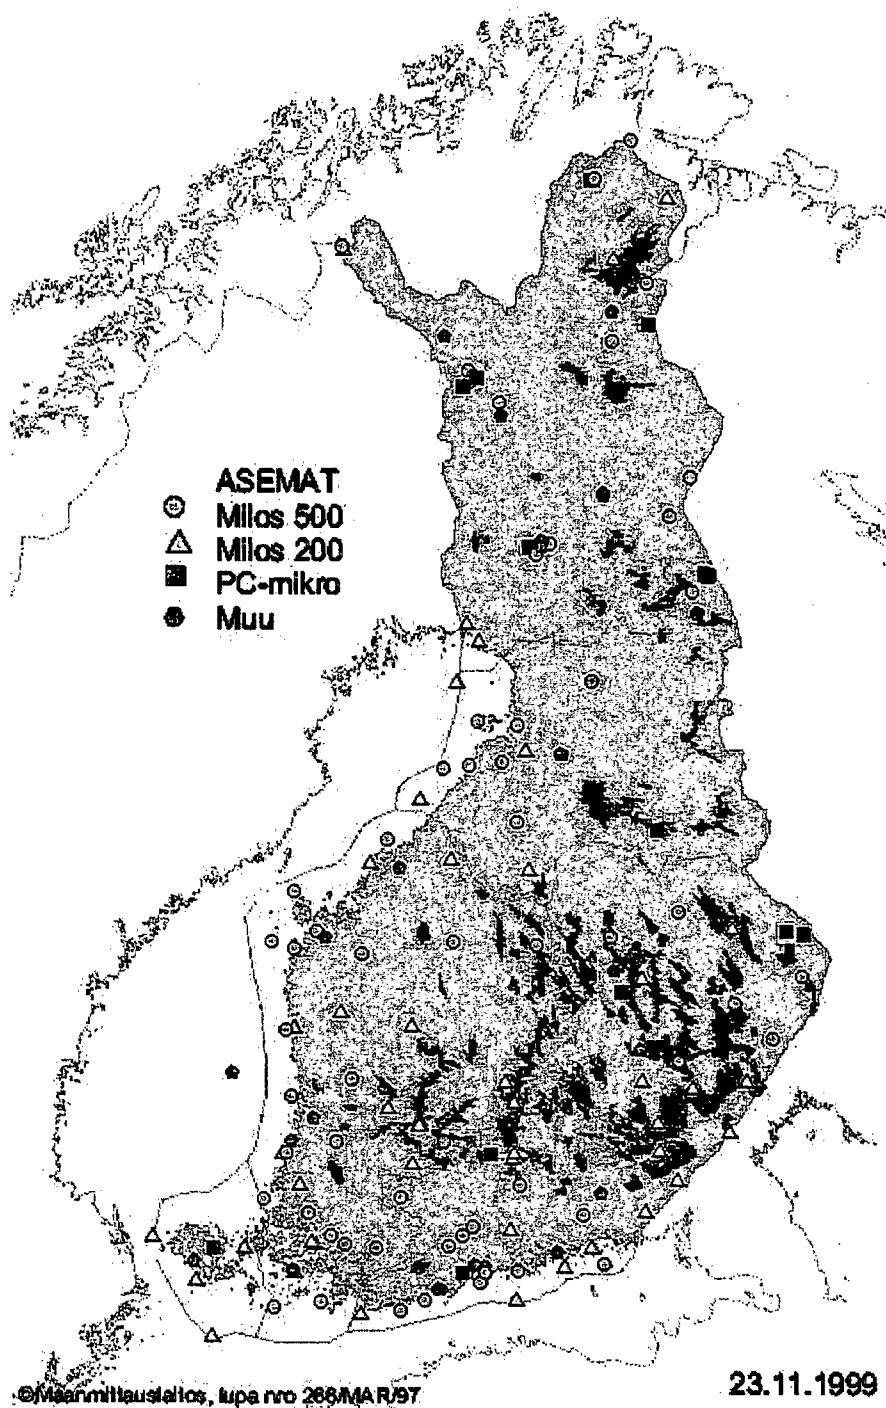 ASEMAT
Milos 500
Milos 200
PC-mikro
Muu
©Maanmittauslaitos, lupa nro 266/MAR/97
23.11.1999